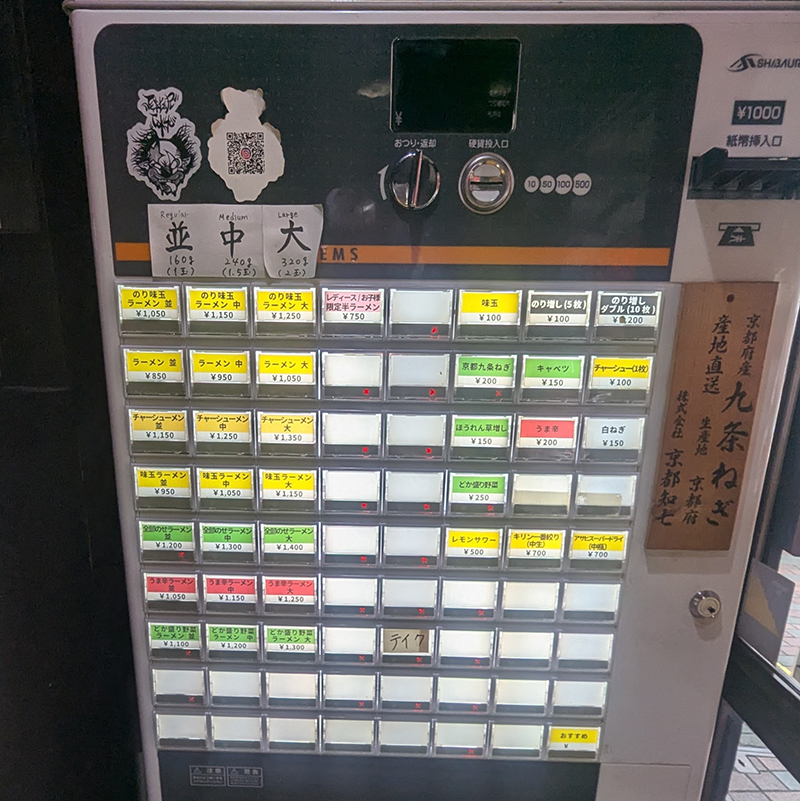 SHIBAURA
¥1000
紙幣挿入口
おつり・返却
硬貨投入口
¥
10 50 100 500
Regular
並
160g
(1玉)
Medium
中
240g
(1.5玉)
Large
大
320g
(2玉)
EMS
のり味玉
ラーメン 並
¥1,050
のり味玉
ラーメン 中
¥1,150
のり味玉
ラーメン 大
¥1,250
レディース/お子様
限定半ラーメン
¥750
味玉
¥100
のり増し(5枚)
¥100
のり増し
ダブル(10枚)
¥200
ラーメン 並
¥850
ラーメン 中
¥950
ラーメン 大
¥1,050
京都九条ねぎ
¥200
キャベツ
¥150
チャーシュー(1枚)
¥100
チャーシューメン
並
¥1,150
チャーシューメン
中
¥1,250
チャーシューメン
大
¥1,350
ほうれん草増し
¥150
うま辛
¥200
白ねぎ
¥150
味玉ラーメン
並
¥950
味玉ラーメン
中
¥1,050
味玉ラーメン
大
¥1,150
どか盛り野菜
¥250
全部のせラーメン
並
¥1,200
全部のせラーメン
中
¥1,300
全部のせラーメン
大
¥1,400
レモンサワー
¥500
キリン一番搾り
(中生)
¥700
アサヒスーパードライ
(中瓶)
¥700
うま辛ラーメン
並
¥1,050
うま辛ラーメン
中
¥1,150
うま辛ラーメン
大
¥1,250
どか盛り野菜
ラーメン 並
¥1,100
どか盛り野菜
ラーメン 中
¥1,200
どか盛り野菜
ラーメン 大
¥1,300
テイク
おすすめ
¥
京都府産
九条ねぎ
産地直送
生産地 京都府
株式会社 京都知七